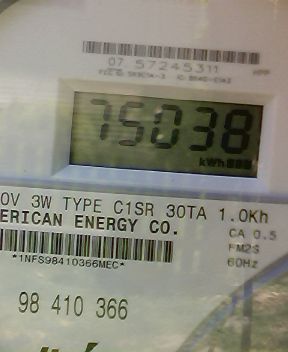 07 57245311
75038
kWh
0V 3W TYPE C1SR 30TA 1.0Kh
ERICAN ENERGY CO.
CA 0.5
FM2S
60Hz
*1NFS98410366MEC*
98 410 366